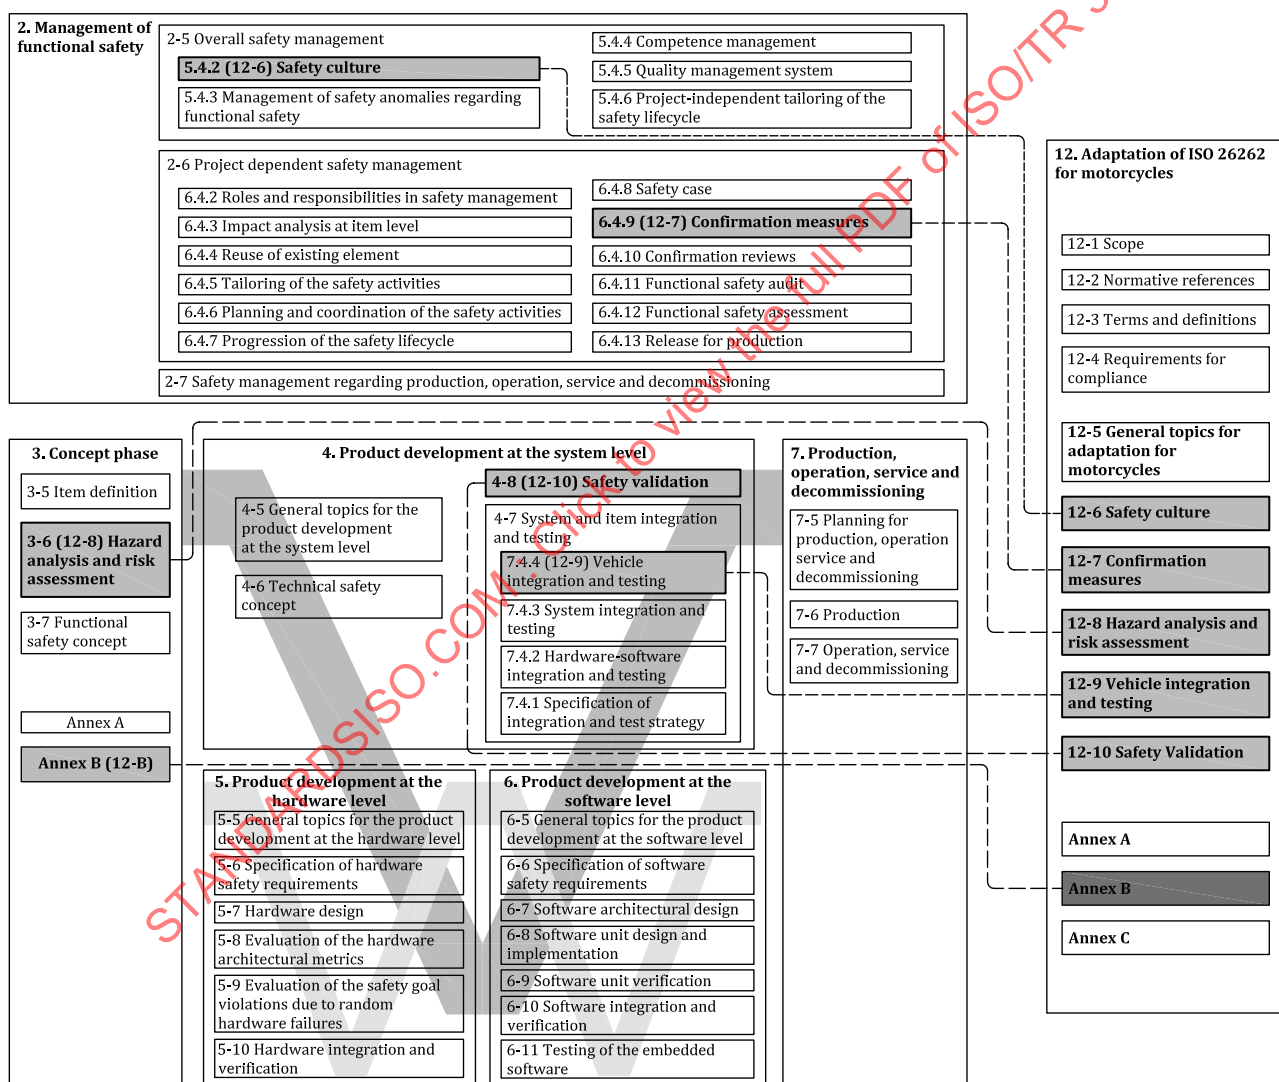 2. Management of
functional safety
2-5 Overall safety management
5.4.2 (12-6) Safety culture
5.4.3 Management of safety anomalies regarding
functional safety
5.4.4 Competence management
5.4.5 Quality management system
5.4.6 Project-independent tailoring of the
safety lifecycle
2-6 Project dependent safety management
6.4.2 Roles and responsibilities in safety management
6.4.3 Impact analysis at item level
6.4.4 Reuse of existing element
6.4.5 Tailoring of the safety activities
6.4.6 Planning and coordination of the safety activities
6.4.7 Progression of the safety lifecycle
6.4.8 Safety case
6.4.9 (12-7) Confirmation measures
6.4.10 Confirmation reviews
6.4.11 Functional safety audit
6.4.12 Functional safety assessment
6.4.13 Release for production
2-7 Safety management regarding production, operation, service and decommissioning
3. Concept phase
3-5 Item definition
3-6 (12-8) Hazard
analysis and risk
assessment
3-7 Functional
safety concept
Annex A
Annex B (12-B)
4. Product development at the system level
4-5 General topics for the
product development
at the system level
4-6 Technical safety
concept
4-8 (12-10) Safety validation
4-7 System and item integration
and testing
7.4.4 (12-9) Vehicle
integration and testing
7.4.3 System integration and
testing
7.4.2 Hardware-software
integration and testing
7.4.1 Specification of
integration and test strategy
7. Production,
operation, service and
decommissioning
7-5 Planning for
production, operation
service and
decommissioning
7-6 Production
7-7 Operation, service
and decommissioning
5. Product development at the
hardware level
5-5 General topics for the product
development at the hardware level
5-6 Specification of hardware
safety requirements
5-7 Hardware design
5-8 Evaluation of the hardware
architectural metrics
5-9 Evaluation of the safety goal
violations due to random
hardware failures
5-10 Hardware integration and
verification
6. Product development at the
software level
6-5 General topics for the product
development at the software level
6-6 Specification of software
safety requirements
6-7 Software architectural design
6-8 Software unit design and
implementation
6-9 Software unit verification
6-10 Software integration and
verification
6-11 Testing of the embedded
software
12. Adaptation of ISO 26262
for motorcycles
12-1 Scope
12-2 Normative references
12-3 Terms and definitions
12-4 Requirements for
compliance
12-5 General topics for
adaptation for
motorcycles
12-6 Safety culture
12-7 Confirmation
measures
12-8 Hazard analysis and
risk assessment
12-9 Vehicle integration
and testing
12-10 Safety Validation
Annex A
Annex B
Annex C
STANDARDSISO.COM : Click to view the full PDF of ISO/TR